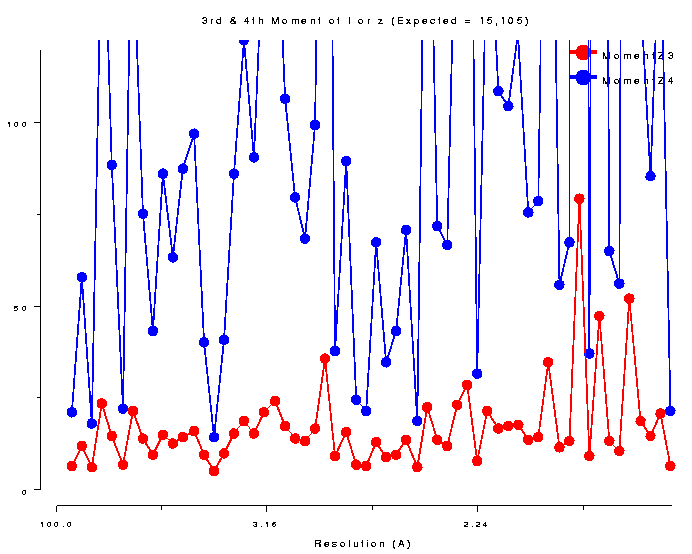 3rd & 4th Moment of I or z (Expected = 15,105)
MomentZ3
MomentZ4
100
50
0
100.0 3.16 2.24
Resolution (A)